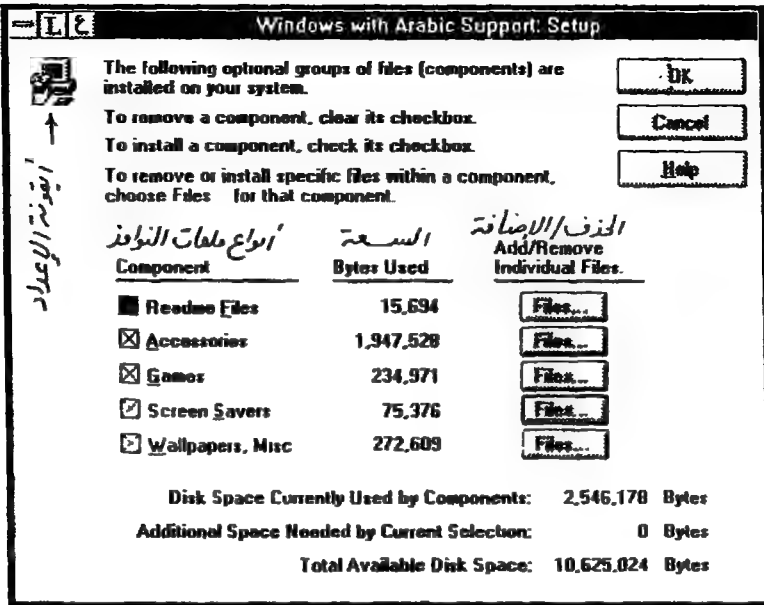 L ع Windows with Arabic Support: Setup
The following optional groups of files (components) are
installed on your system.
To remove a component, clear its checkbox.
To install a component, check its checkbox.
To remove or install specific files within a component,
choose Files for that component.
OK
Cancel
Help
أيقونة الإعداد
أنواع ملفات النوافذ السعة الحذف/الإضافة
Add/Remove
Component Bytes Used Individual Files.
Readme Files 15,694 Files...
Accessories 1,947,528 Files...
Games 234,971 Files...
Screen Savers 75,376 Files...
Wallpapers, Misc 272,609 Files...
Disk Space Currently Used by Components: 2,546,178 Bytes
Additional Space Needed by Current Selection: 0 Bytes
Total Available Disk Space: 10,625,024 Bytes